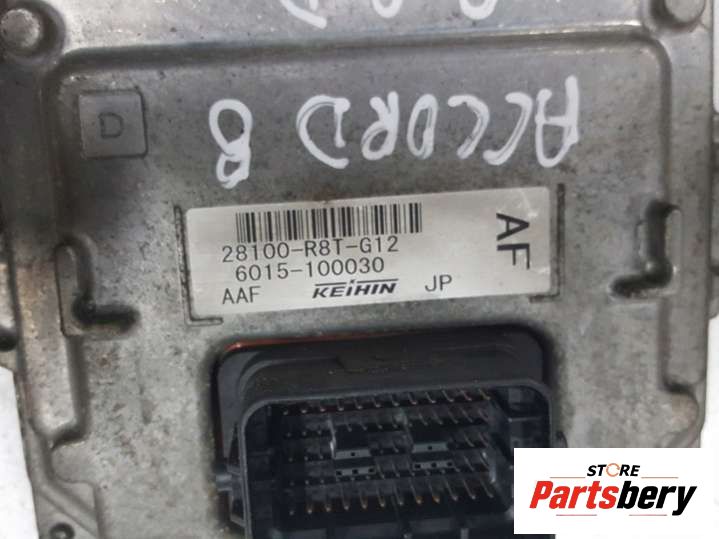 ACCORD 8
D
28100-R8T-G12
6015-100030
AAF KEIHIN JP
AF
STORE
Partsbery